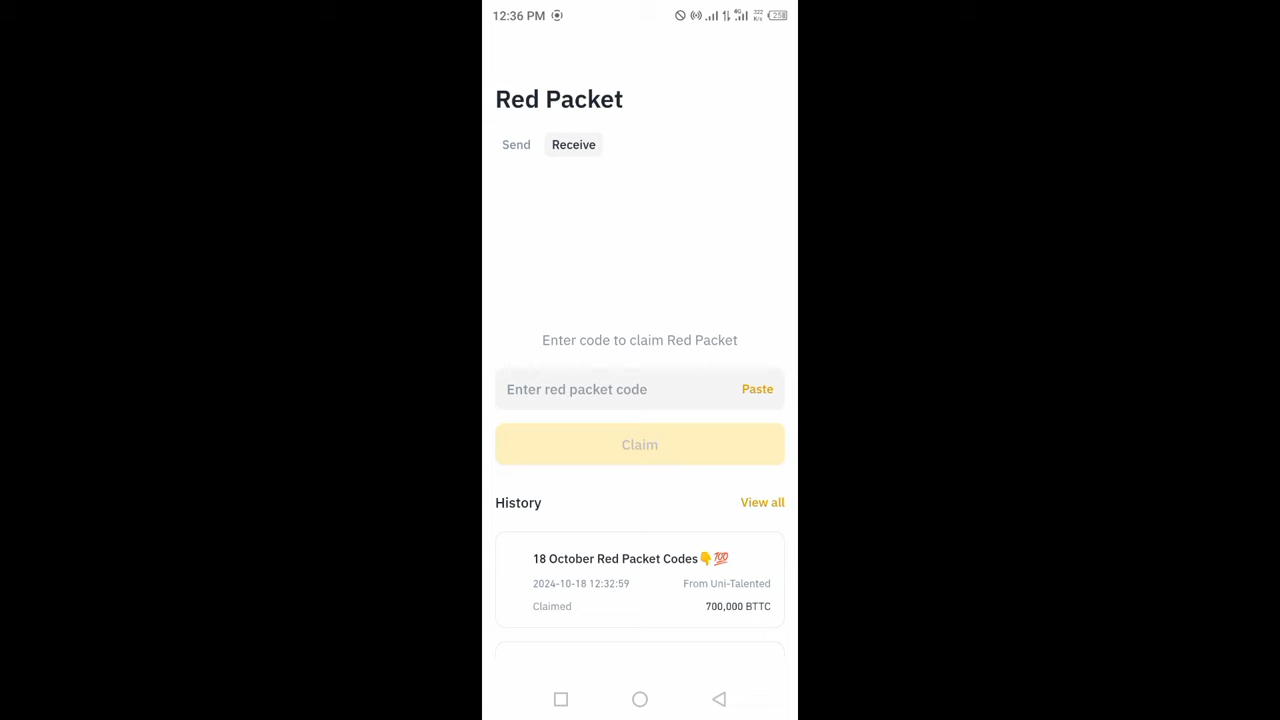 12:36 PM
Red Packet
Send Receive
Enter code to claim Red Packet
Enter red packet code Paste
Claim
History View all
18 October Red Packet Codes👇💯
2024-10-18 12:32:59 From Uni-Talented
Claimed 700,000 BTTC